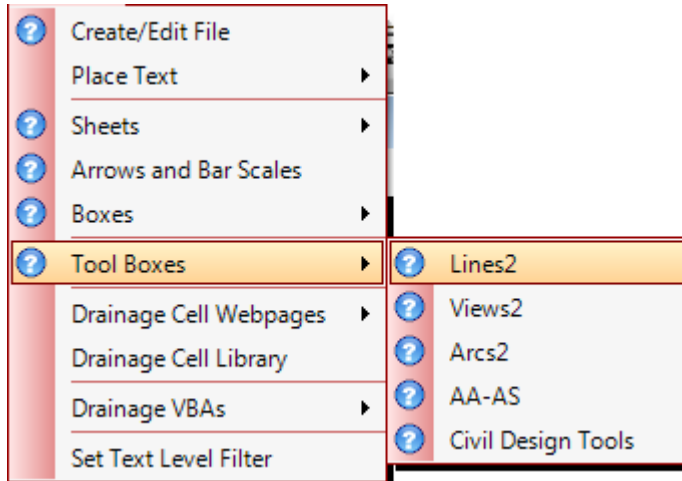 Create/Edit File
Place Text
Sheets
Arrows and Bar Scales
Boxes
Tool Boxes
Drainage Cell Webpages
Drainage Cell Library
Drainage VBAs
Set Text Level Filter
Lines2
Views2
Arcs2
AA-AS
Civil Design Tools